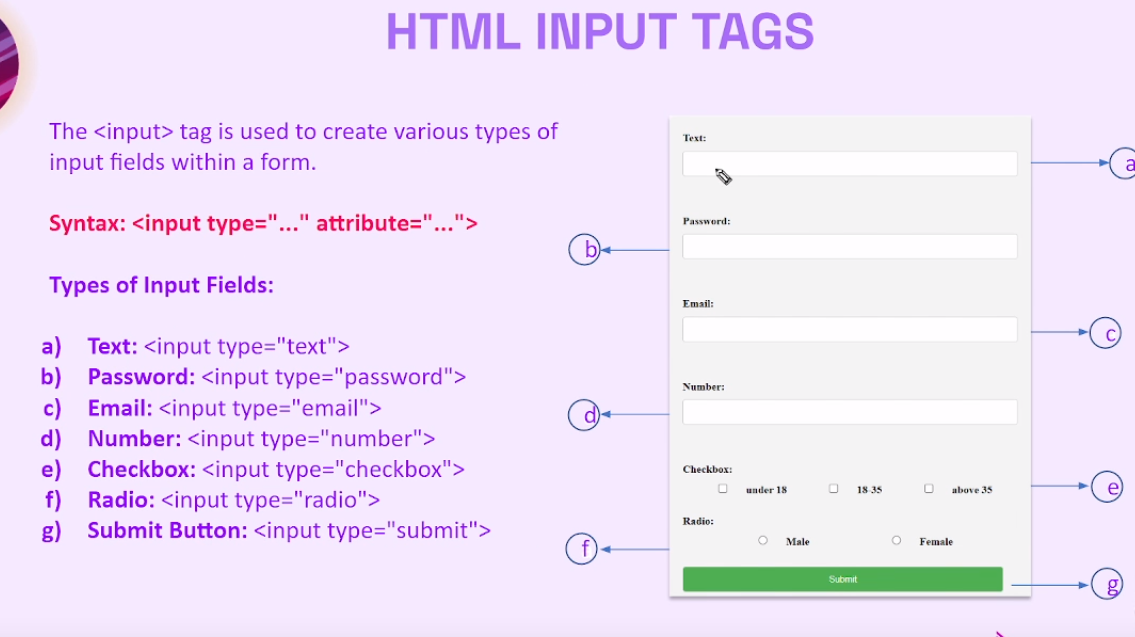 HTML INPUT TAGS
The <input> tag is used to create various types of
input fields within a form.
Syntax: <input type="..." attribute="...">
Types of Input Fields:
a) Text: <input type="text">
b) Password: <input type="password">
c) Email: <input type="email">
d) Number: <input type="number">
e) Checkbox: <input type="checkbox">
f) Radio: <input type="radio">
g) Submit Button: <input type="submit">
Text:
a
Password:
b
Email:
c
Number:
d
Checkbox:
under 18 18-35 above 35
e
Radio:
Male Female
f
Submit
g